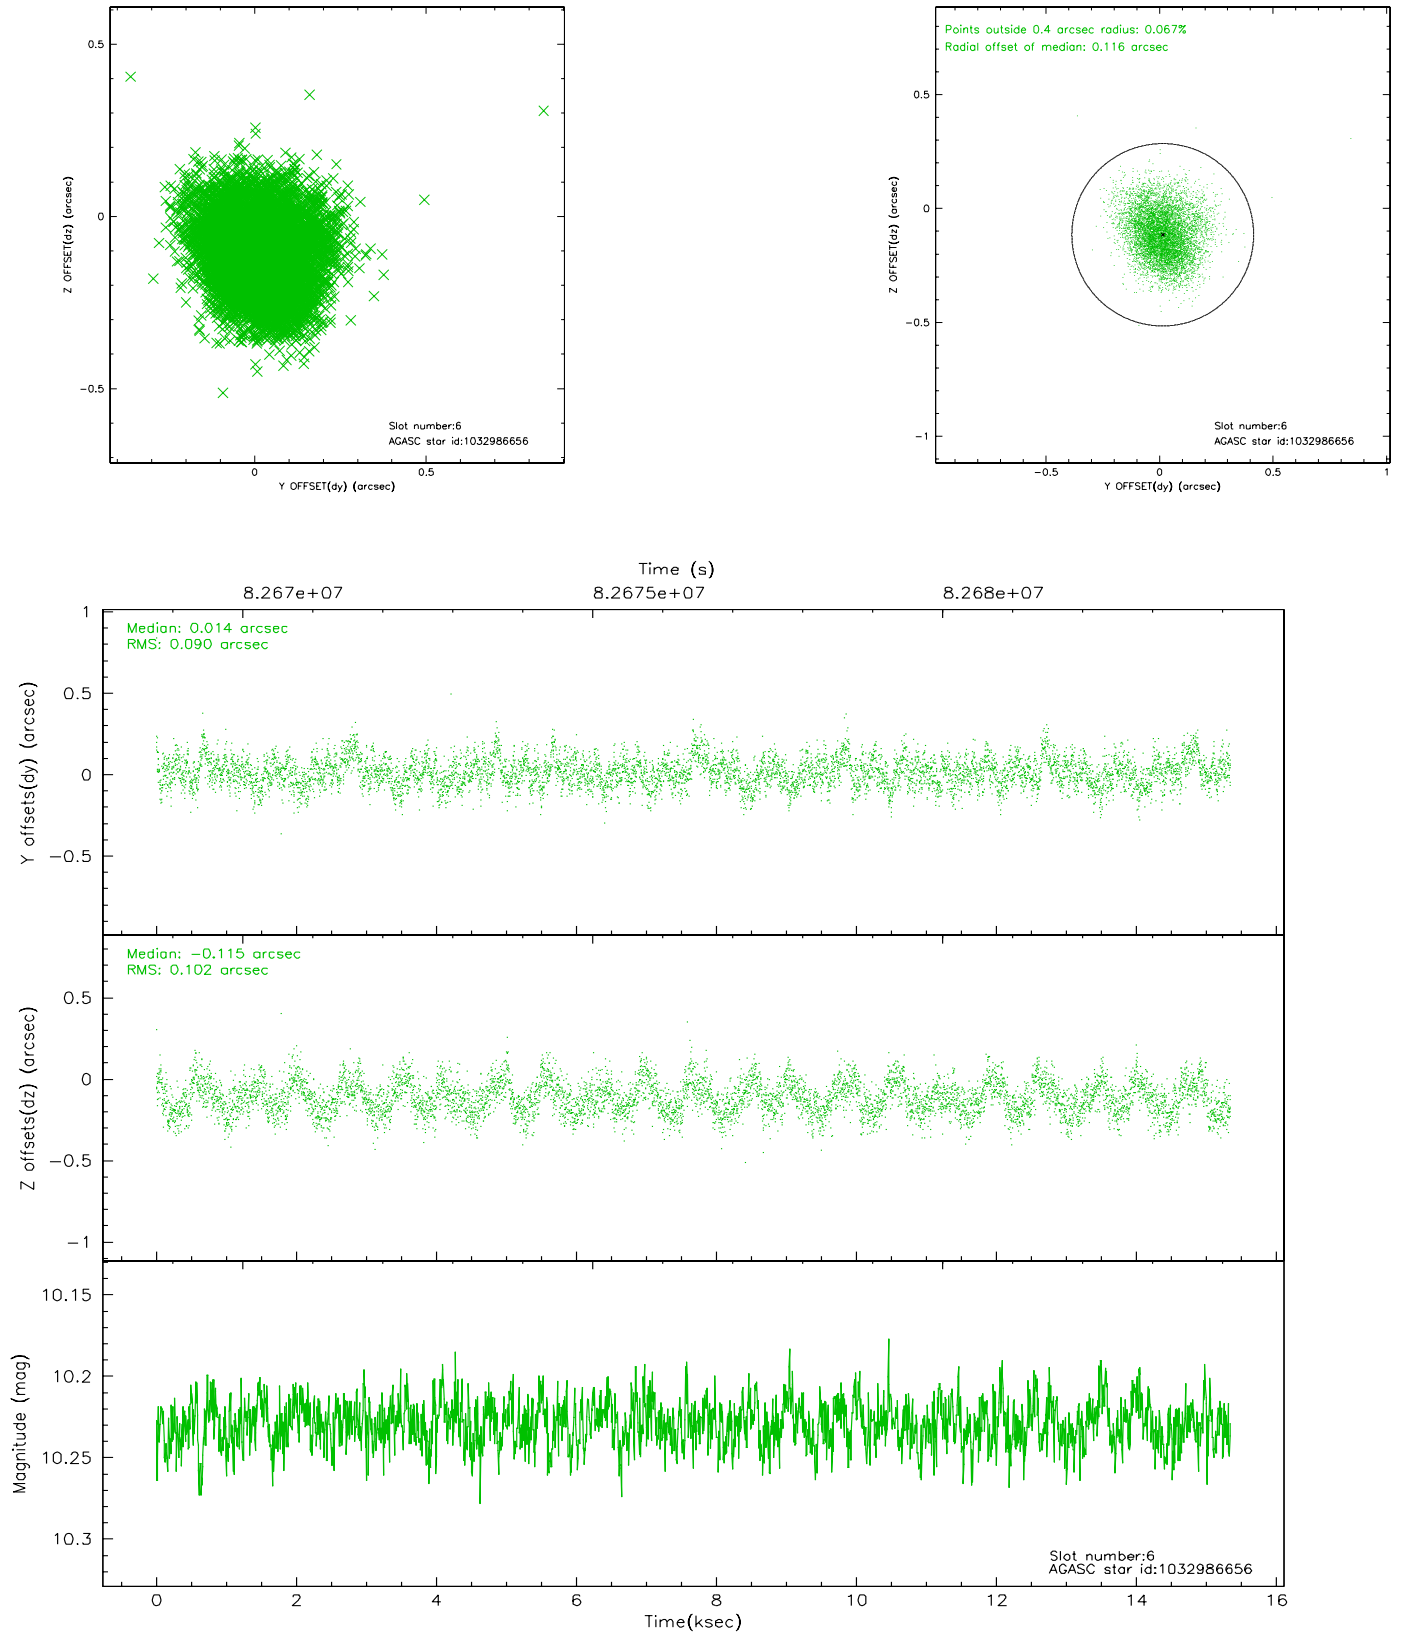 0.5
0
−0.5
0
0.5
Z OFFSET(dz) (arcsec)
Y OFFSET(dy) (arcsec)
Slot number:6
AGASC star id:1032986656
Points outside 0.4 arcsec radius: 0.067%
Radial offset of median: 0.116 arcsec
0.5
0
−0.5
−1
−0.5
0
0.5
1
Z OFFSET(dz) (arcsec)
Y OFFSET(dy) (arcsec)
Slot number:6
AGASC star id:1032986656
Time (s)
8.267e+07
8.2675e+07
8.268e+07
Median: 0.014 arcsec
RMS: 0.090 arcsec
1
0.5
0
−0.5
Y offsets(dy) (arcsec)
Median: −0.115 arcsec
RMS: 0.102 arcsec
0.5
0
−0.5
−1
Z offsets(dz) (arcsec)
10.15
10.2
10.25
10.3
Magnitude (mag)
Slot number:6
AGASC star id:1032986656
0
2
4
6
8
10
12
14
16
Time(ksec)